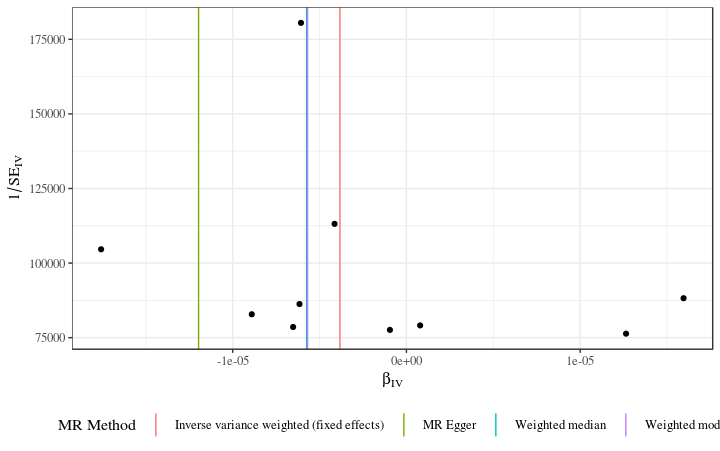 175000
150000
125000
100000
75000
1/SE_IV
-1e-05 0e+00 1e-05
β_IV
MR Method Inverse variance weighted (fixed effects) MR Egger Weighted median Weighted mod